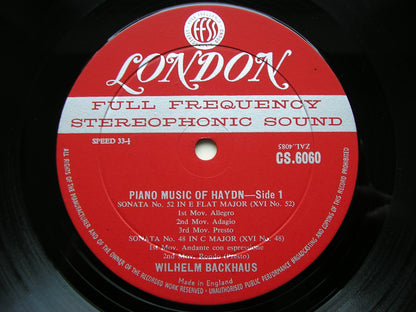 FFSS
LONDON
FULL FREQUENCY
STEREOPHONIC SOUND
SPEED 33⅓
ZAL.4085
CS.6060
PIANO MUSIC OF HAYDN—Side 1
SONATA No. 52 IN E FLAT MAJOR (XVI No. 52)
1st Mov. Allegro
2nd Mov. Adagio
3rd Mov. Presto
SONATA No. 48 IN C MAJOR (XVI No. 48)
1st Mov. Andante con espressione
2nd Mov. Rondo (Presto)
WILHELM BACKHAUS
Made in England
ALL RIGHTS OF THE MANUFACTURER AND OF THE OWNER OF THE RECORDED WORK RESERVED · UNAUTHORISED PUBLIC PERFORMANCE BROADCASTING AND COPYING OF THIS RECORD PROHIBITED